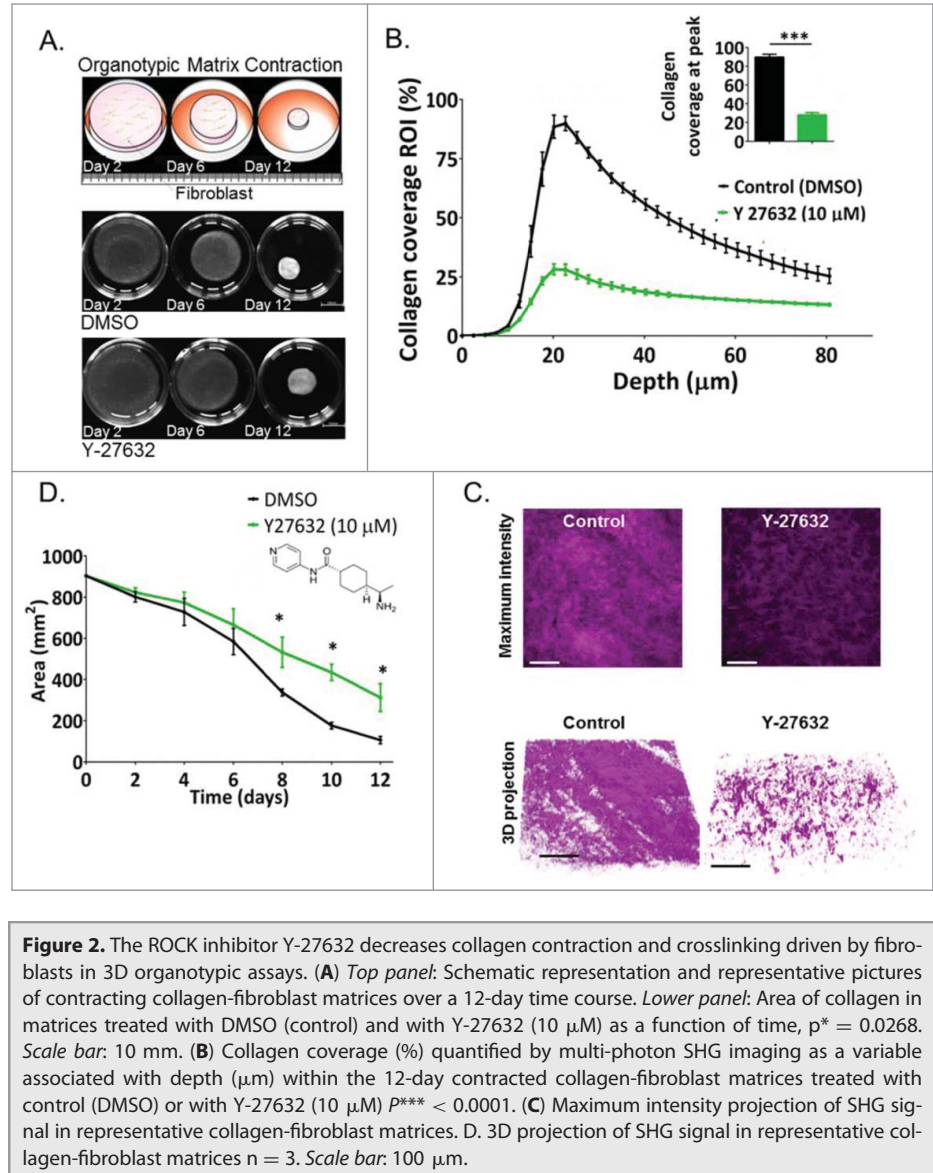 A.
Organotypic Matrix Contraction
Day 2 Day 6 Day 12
Fibroblast
Day 2 Day 6 Day 12
DMSO
Day 2 Day 6 Day 12
Y-27632
B.
Collagen coverage ROI (%)
100
75
50
25
0
0 20 40 60 80
Depth (μm)
Collagen
coverage at peak
100
80
60
40
20
0
***
Control (DMSO)
Y 27632 (10 μM)
D.
DMSO
Y27632 (10 μM)
N
O
N
H
H
NH2
Area (mm²)
1000
800
600
400
200
0
* * *
0 2 4 6 8 10 12
Time (days)
C.
Maximum intensity
Control Y-27632
3D projection
Control Y-27632
Figure 2. The ROCK inhibitor Y-27632 decreases collagen contraction and crosslinking driven by fibro-
blasts in 3D organotypic assays. (A) Top panel: Schematic representation and representative pictures
of contracting collagen-fibroblast matrices over a 12-day time course. Lower panel: Area of collagen in
matrices treated with DMSO (control) and with Y-27632 (10 μM) as a function of time, p* = 0.0268.
Scale bar: 10 mm. (B) Collagen coverage (%) quantified by multi-photon SHG imaging as a variable
associated with depth (μm) within the 12-day contracted collagen-fibroblast matrices treated with
control (DMSO) or with Y-27632 (10 μM) P*** < 0.0001. (C) Maximum intensity projection of SHG sig-
nal in representative collagen-fibroblast matrices. D. 3D projection of SHG signal in representative col-
lagen-fibroblast matrices n = 3. Scale bar: 100 μm.